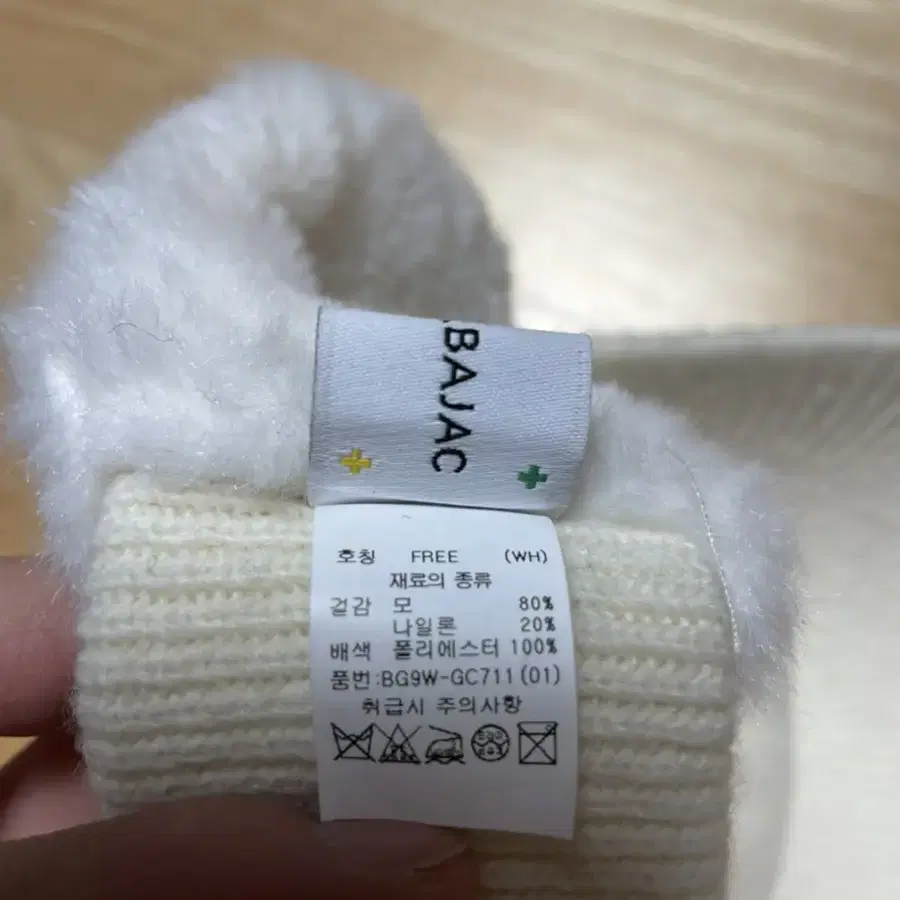 BAJAC
호칭 FREE (WH)
재료의 종류
겉감 모 80%
나일론 20%
배색 폴리에스터 100%
품번:BG9W-GC711(01)
취급시 주의사항